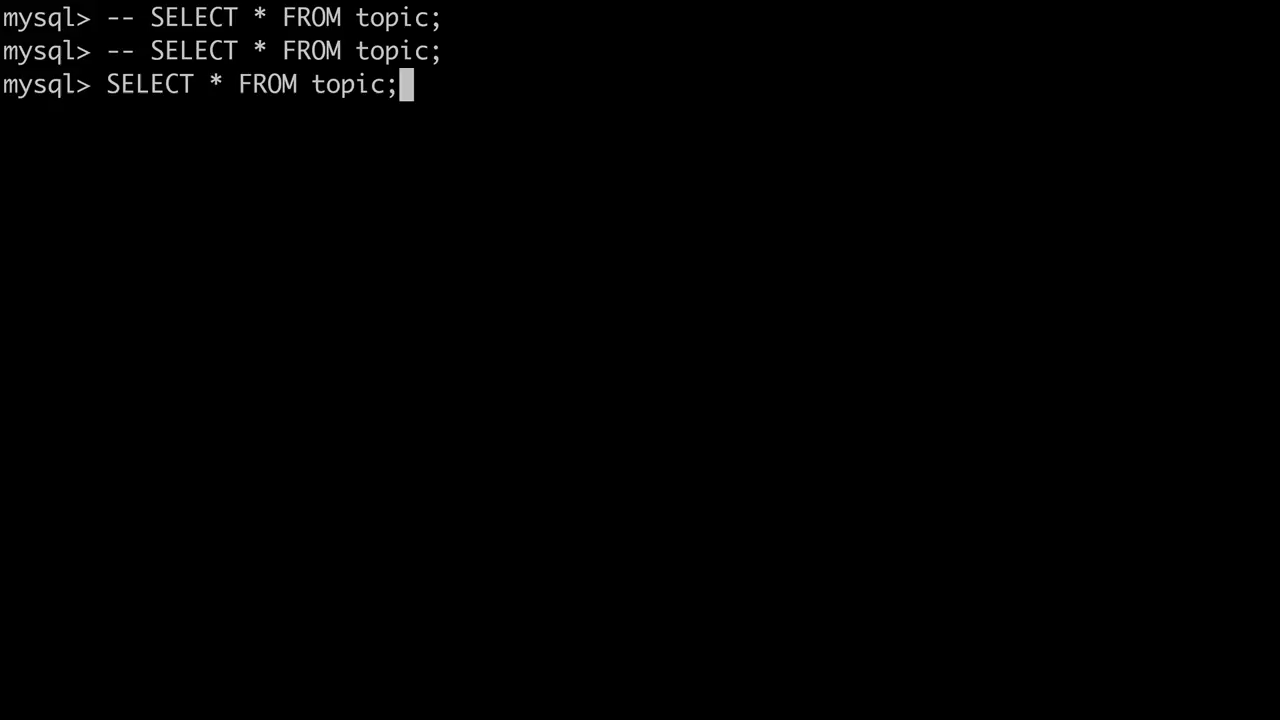 mysql> -- SELECT * FROM topic;
mysql> -- SELECT * FROM topic;
mysql> SELECT * FROM topic;